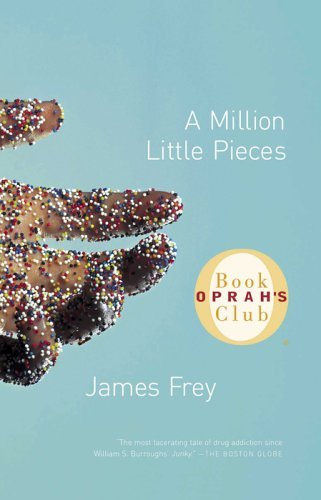 A Million
Little Pieces
Book
OPRAH'S
Club
James Frey
"The most lacerating tale of drug addiction since
William S. Burroughs' Junky." —THE BOSTON GLOBE